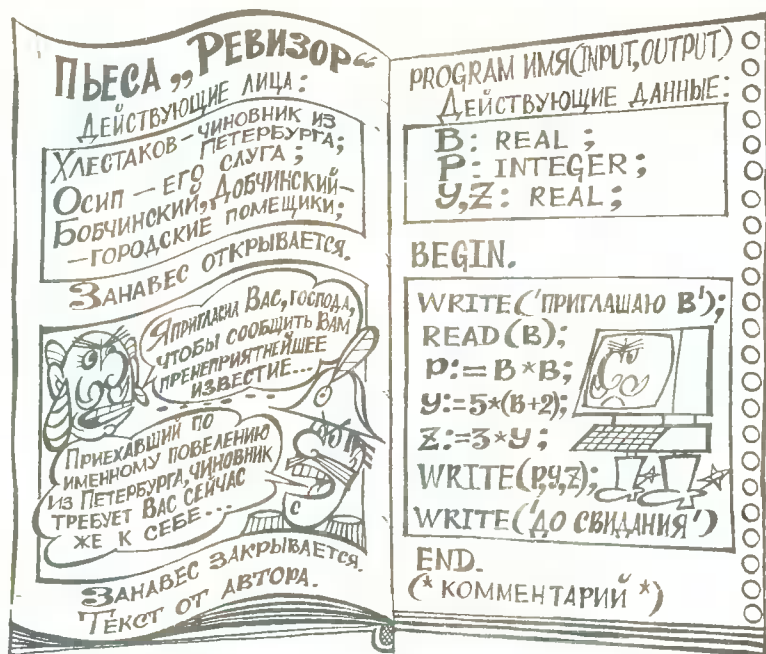 ПЬЕСА „РЕВИЗОР“
ДЕЙСТВУЮЩИЕ ЛИЦА:
ХЛЕСТАКОВ – ЧИНОВНИК ИЗ
ПЕТЕРБУРГА;
ОСИП – ЕГО СЛУГА;
БОБЧИНСКИЙ, ДОБЧИНСКИЙ –
– ГОРОДСКИЕ ПОМЕЩИКИ;
ЗАНАВЕС ОТКРЫВАЕТСЯ.
Я ПРИГЛАСИЛ ВАС, ГОСПОДА,
ЧТОБЫ СООБЩИТЬ ВАМ
ПРЕНЕПРИЯТНЕЙШЕЕ
ИЗВЕСТИЕ...
ПРИЕХАВШИЙ ПО
ИМЕННОМУ ПОВЕЛЕНИЮ
ИЗ ПЕТЕРБУРГА, ЧИНОВНИК
ТРЕБУЕТ ВАС СЕЙЧАС
ЖЕ К СЕБЕ...
ЗАНАВЕС ЗАКРЫВАЕТСЯ.
ТЕКСТ ОТ АВТОРА.
PROGRAM ИМЯ(INPUT,OUTPUT)
ДЕЙСТВУЮЩИЕ ДАННЫЕ:
B: REAL;
P: INTEGER;
Y,Z: REAL;
BEGIN.
WRITE('ПРИГЛАШАЮ B');
READ(B);
P:=B*B;
Y:=5*(B+2);
Z:=3*Y;
WRITE(P,Y,Z);
WRITE('ДО СВИДАНИЯ')
END.
(* КОММЕНТАРИЙ *)